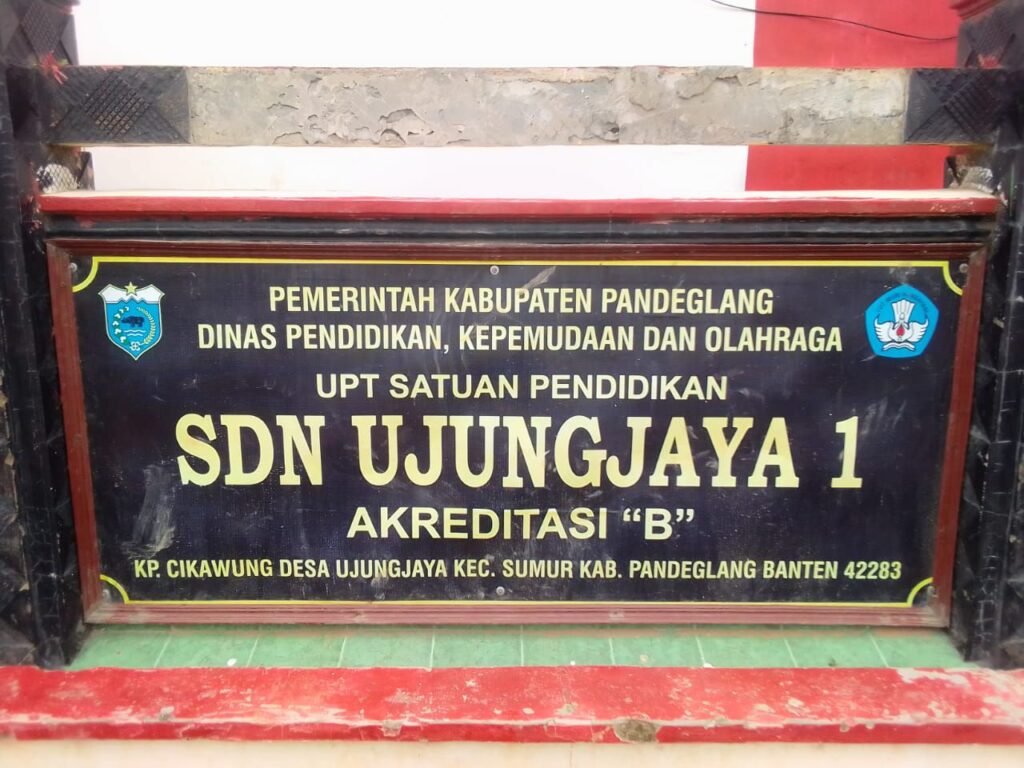 PEMERINTAH KABUPATEN PANDEGLANG
DINAS PENDIDIKAN, KEPEMUDAAN DAN OLAHRAGA
UPT SATUAN PENDIDIKAN
SDN UJUNGJAYA 1
AKREDITASI “B”
KP. CIKAWUNG DESA UJUNGJAYA KEC. SUMUR KAB. PANDEGLANG BANTEN 42283